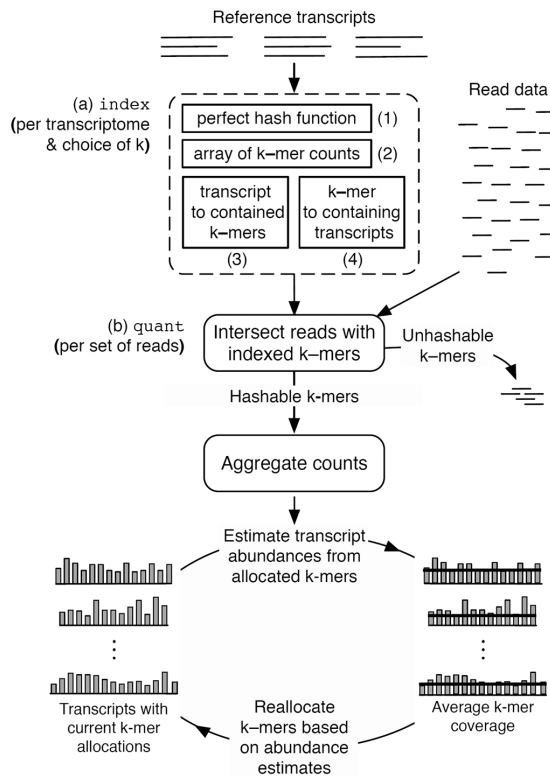 Reference transcripts
Read data
(a) index
(per transcriptome
& choice of k)
perfect hash function (1)
array of k–mer counts (2)
transcript
to contained
k–mers
(3)
k–mer
to containing
transcripts
(4)
(b) quant
(per set of reads)
Intersect reads with
indexed k–mers
Unhashable
k–mers
Hashable k-mers
Aggregate counts
Estimate transcript
abundances from
allocated k-mers
Transcripts with
current k-mer
allocations
Reallocate
k–mers based
on abundance
estimates
Average k-mer
coverage